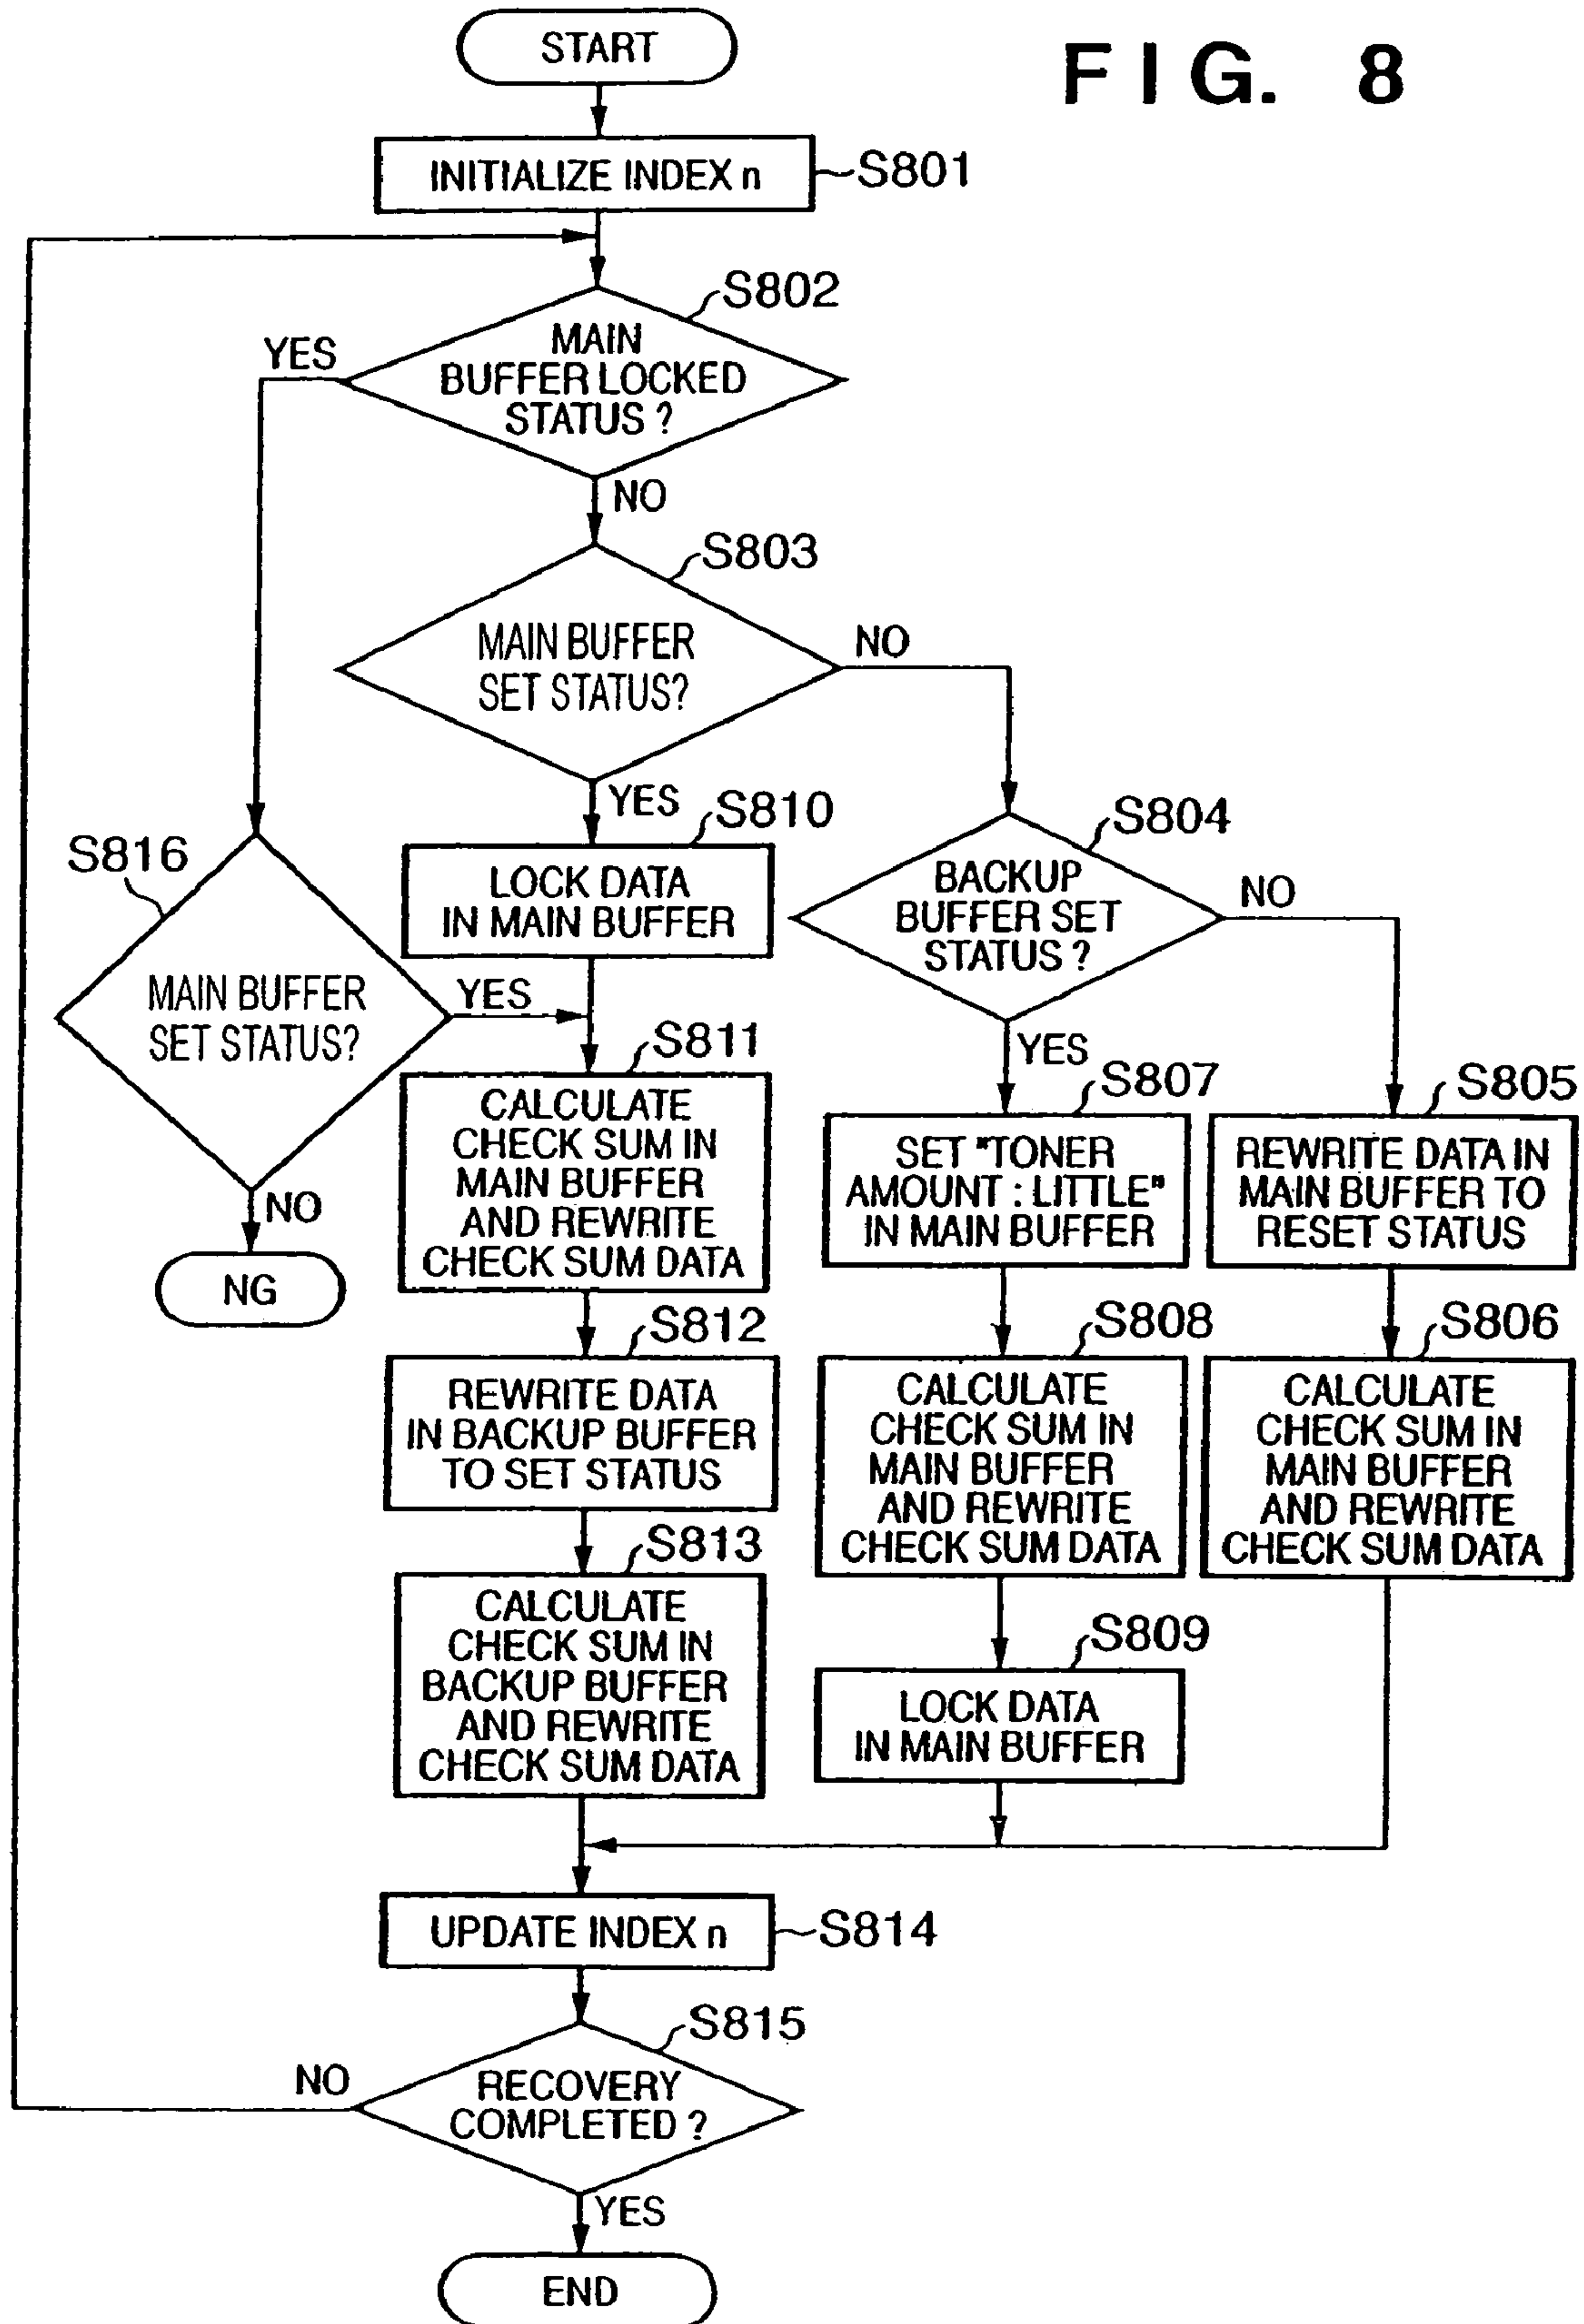 FIG. 8
START
INITIALIZE INDEX n
S801
S802
MAIN
BUFFER LOCKED
STATUS ?
YES
NO
S803
MAIN BUFFER
SET STATUS?
NO
YES
S810
LOCK DATA
IN MAIN BUFFER
S804
BACKUP
BUFFER SET
STATUS ?
NO
YES
S816
MAIN BUFFER
SET STATUS?
YES
NO
NG
S811
CALCULATE
CHECK SUM IN
MAIN BUFFER
AND REWRITE
CHECK SUM DATA
S807
SET "TONER
AMOUNT : LITTLE"
IN MAIN BUFFER
S805
REWRITE DATA IN
MAIN BUFFER TO
RESET STATUS
S812
REWRITE DATA
IN BACKUP BUFFER
TO SET STATUS
S808
CALCULATE
CHECK SUM IN
MAIN BUFFER
AND REWRITE
CHECK SUM DATA
S806
CALCULATE
CHECK SUM IN
MAIN BUFFER
AND REWRITE
CHECK SUM DATA
S813
CALCULATE
CHECK SUM IN
BACKUP BUFFER
AND REWRITE
CHECK SUM DATA
S809
LOCK DATA
IN MAIN BUFFER
UPDATE INDEX n
S814
S815
RECOVERY
COMPLETED ?
NO
YES
END